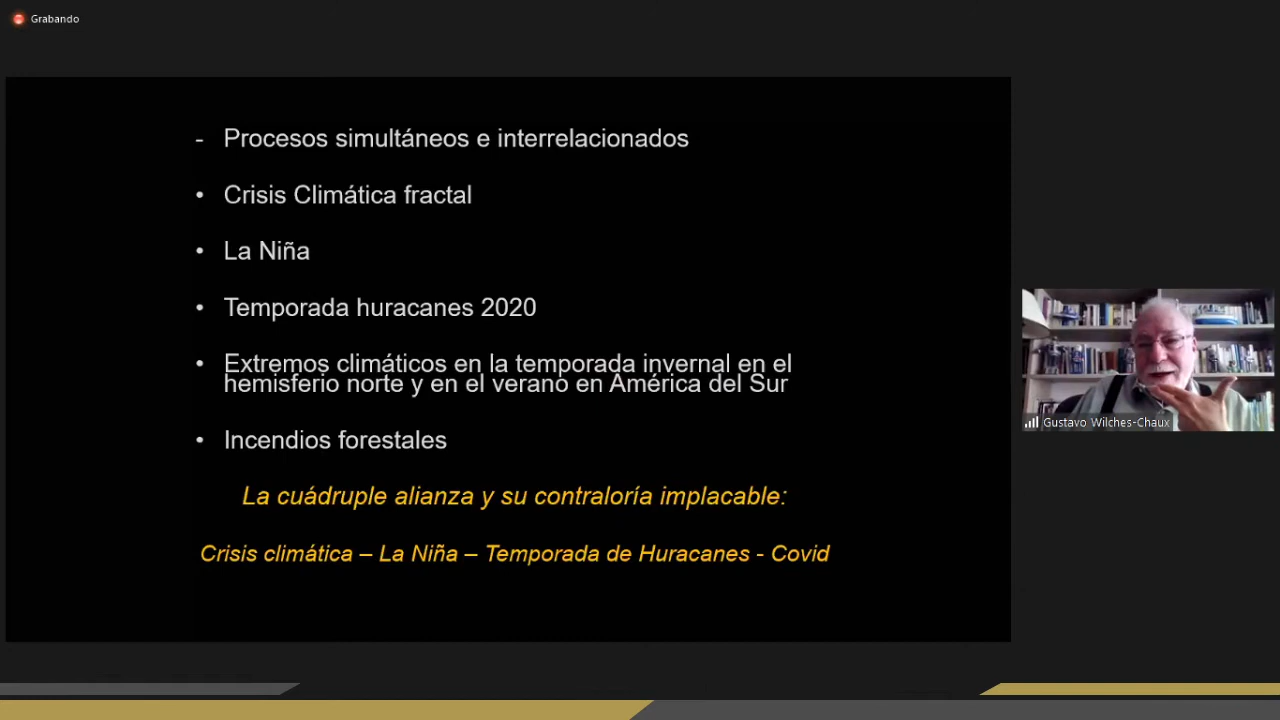 Grabando
- Procesos simultáneos e interrelacionados
• Crisis Climática fractal
• La Niña
• Temporada huracanes 2020
• Extremos climáticos en la temporada invernal en el
hemisferio norte y en el verano en América del Sur
• Incendios forestales
La cuádruple alianza y su contraloría implacable:
Crisis climática – La Niña – Temporada de Huracanes - Covid
Gustavo Wilches-Chaux